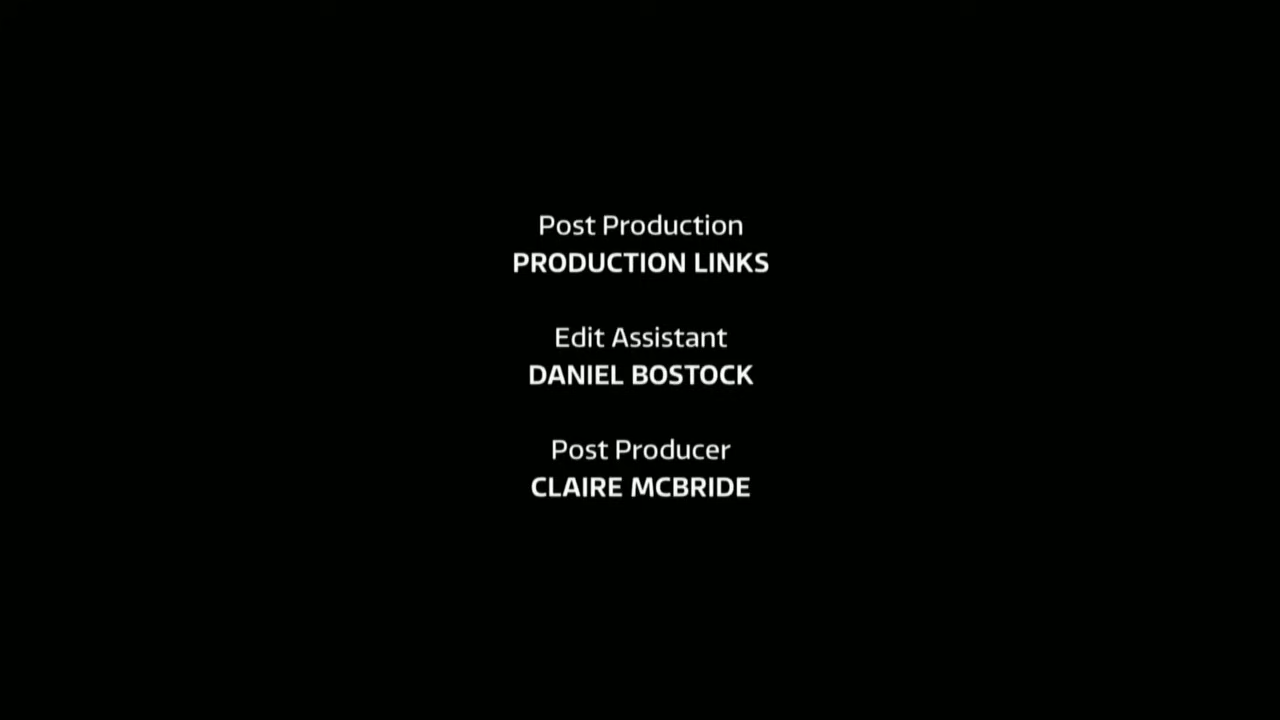 Post Production
PRODUCTION LINKS
Edit Assistant
DANIEL BOSTOCK
Post Producer
CLAIRE MCBRIDE